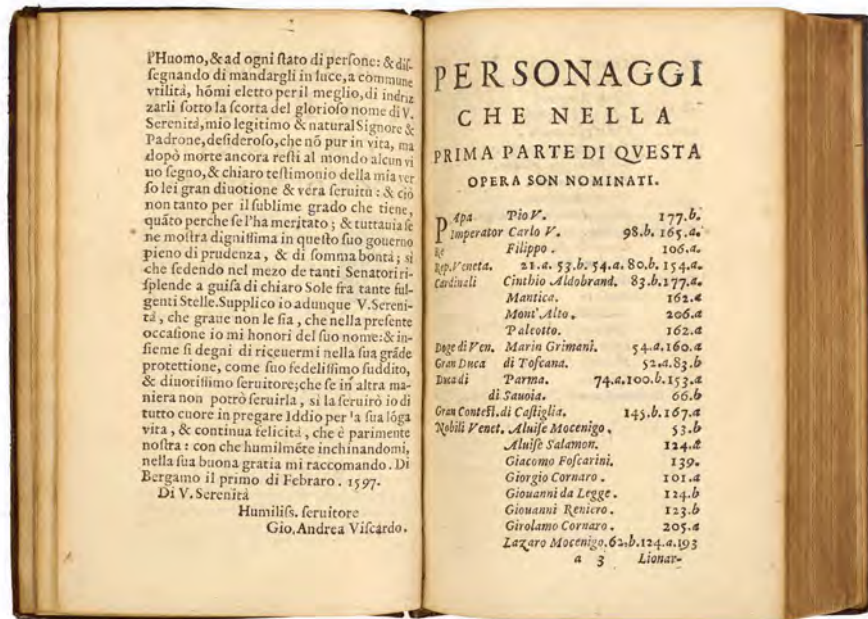 l'Huomo, & ad ogni ſtato di perſone: & diſ-
ſegnando di mandargli in luce, a commune
vtilità, hõmi eletto per il meglio, di indriz
zarli ſotto la ſcorta del glorioſo nome di V.
Serenità, mio legitimo & natural Signore &
Padrone, deſideroſo, che nõ pur in vita, ma
dopò morte ancora reſti al mondo alcun vi
uo ſegno, & chiaro teſtimonio della mia ver
ſo lei gran diuotione & vera ſeruitù: & ciò
non tanto per il ſublime grado che tiene,
quãto perche ſe l'ha meritato; & tuttauia ſe
ne moſtra digniſſima in queſto ſuo gouerno
pieno di prudenza, & di ſomma bontà; ſi
che ſedendo nel mezo de tanti Senatori ri-
ſplende a guiſa di chiaro Sole fra tante ful-
genti Stelle. Supplico io adunque V. Sereni-
tà, che graue non le ſia, che nella preſente
occaſione io mi honori del ſuo nome: & in-
ſieme ſi degni di riceuermi nella ſua grãde
protettione, come ſuo fedeliſſimo ſuddito,
& diuotiſſimo ſeruitore; che ſe in altra ma-
niera non potrò ſeruirla, ſi la ſeruirò io di
tutto cuore in pregare Iddio per la ſua lõga
vita, & continua felicità, che è parimente
noſtra: con che humilmẽte inchinandomi,
nella ſua buona gratia mi raccomando. Di
Bergamo il primo di Febraro. 1597.
Di V. Serenità
Humiliſs. ſeruitore
Gio. Andrea Viſcardo.
PERSONAGGI
CHE NELLA
PRIMA PARTE DI QVESTA
OPERA SON NOMINATI.
Papa Pio V. 177.b.
Imperator Carlo V. 98.b. 165.a.
Re Filippo. 106.a.
Rep. Veneta. 21.a. 53.b. 54.a. 80.b. 154.a.
Cardinali Cinthio Aldobrand. 83.b. 177.a.
Mantica. 162.a
Mont'Alto. 206.a
Paleotto. 162.a
Doge di Ven. Marin Grimani. 54.a. 160.a
Gran Duca di Toſcana. 52.a. 83.b
Duca di Parma. 74.a. 100.b. 153.a
di Sauoia. 66.b
Gran Conteſt. di Caſtiglia. 145.b. 167.a
Nobili Venet. Aluiſe Mocenigo. 53.b
Aluiſe Salamon. 124.a
Giacomo Foſcarini. 139.
Giorgio Cornaro. 101.a
Giouanni da Legge. 124.b
Giouanni Reniero. 123.b
Girolamo Cornaro. 205.a
Lazaro Mocenigo. 62.b. 124.a. 193
a 3 Lionar-